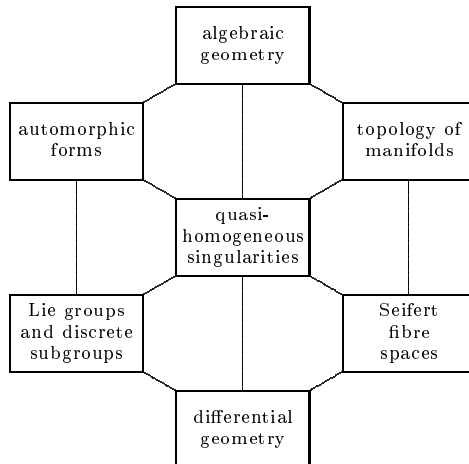 algebraic
geometry
automorphic
forms
topology of
manifolds
quasi-
homogeneous
singularities
Lie groups
and discrete
subgroups
Seifert
fibre
spaces
differential
geometry